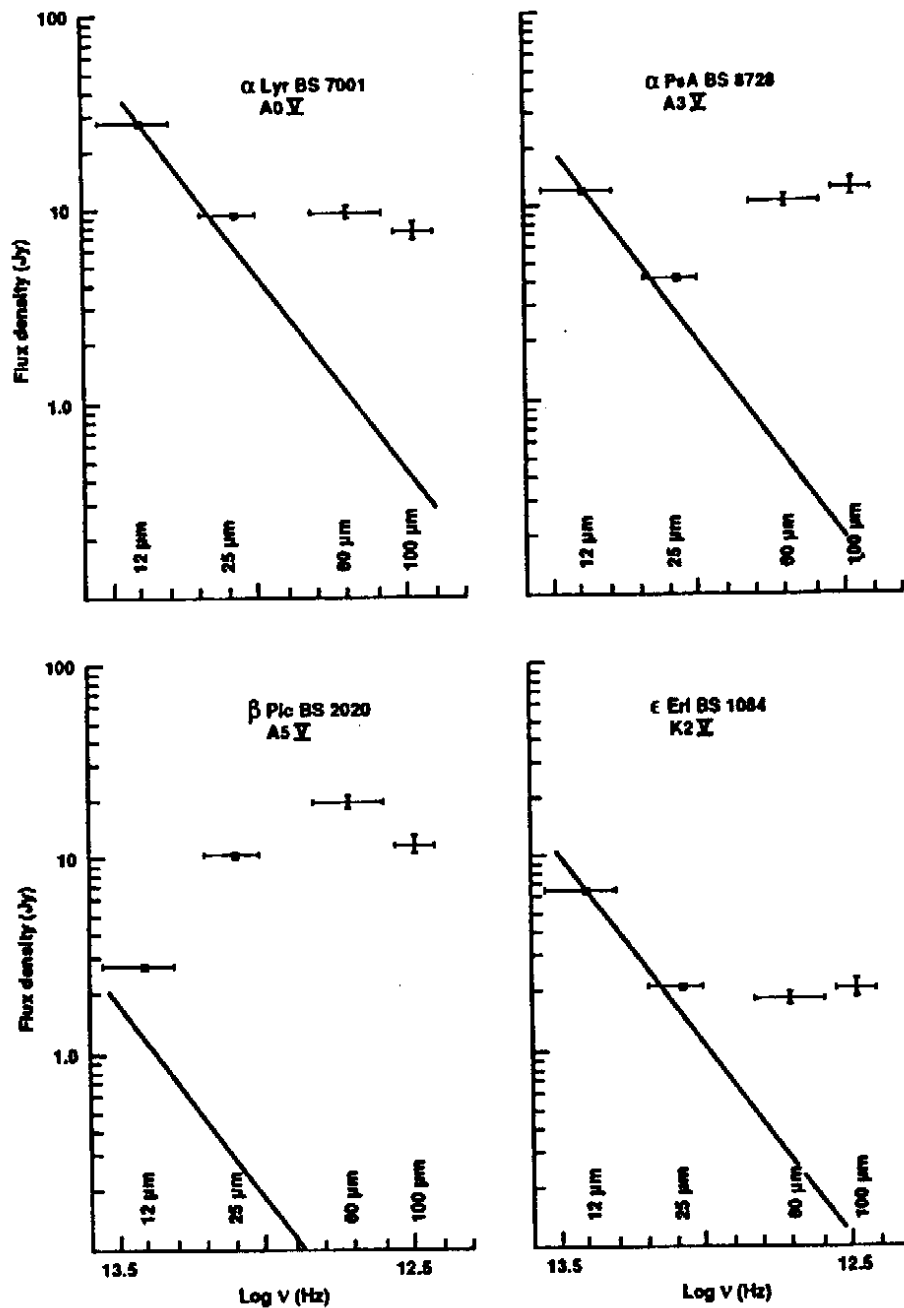 100
10
1.0
Flux density (Jy)
α Lyr BS 7001
A0 V
12 µm
25 µm
60 µm
100 µm
α PsA BS 8728
A3 V
12 µm
25 µm
60 µm
100 µm
100
10
1.0
Flux density (Jy)
β Pic BS 2020
A5 V
12 µm
25 µm
60 µm
100 µm
13.5
12.5
Log ν (Hz)
ε Eri BS 1084
K2 V
12 µm
25 µm
60 µm
100 µm
13.5
12.5
Log ν (Hz)